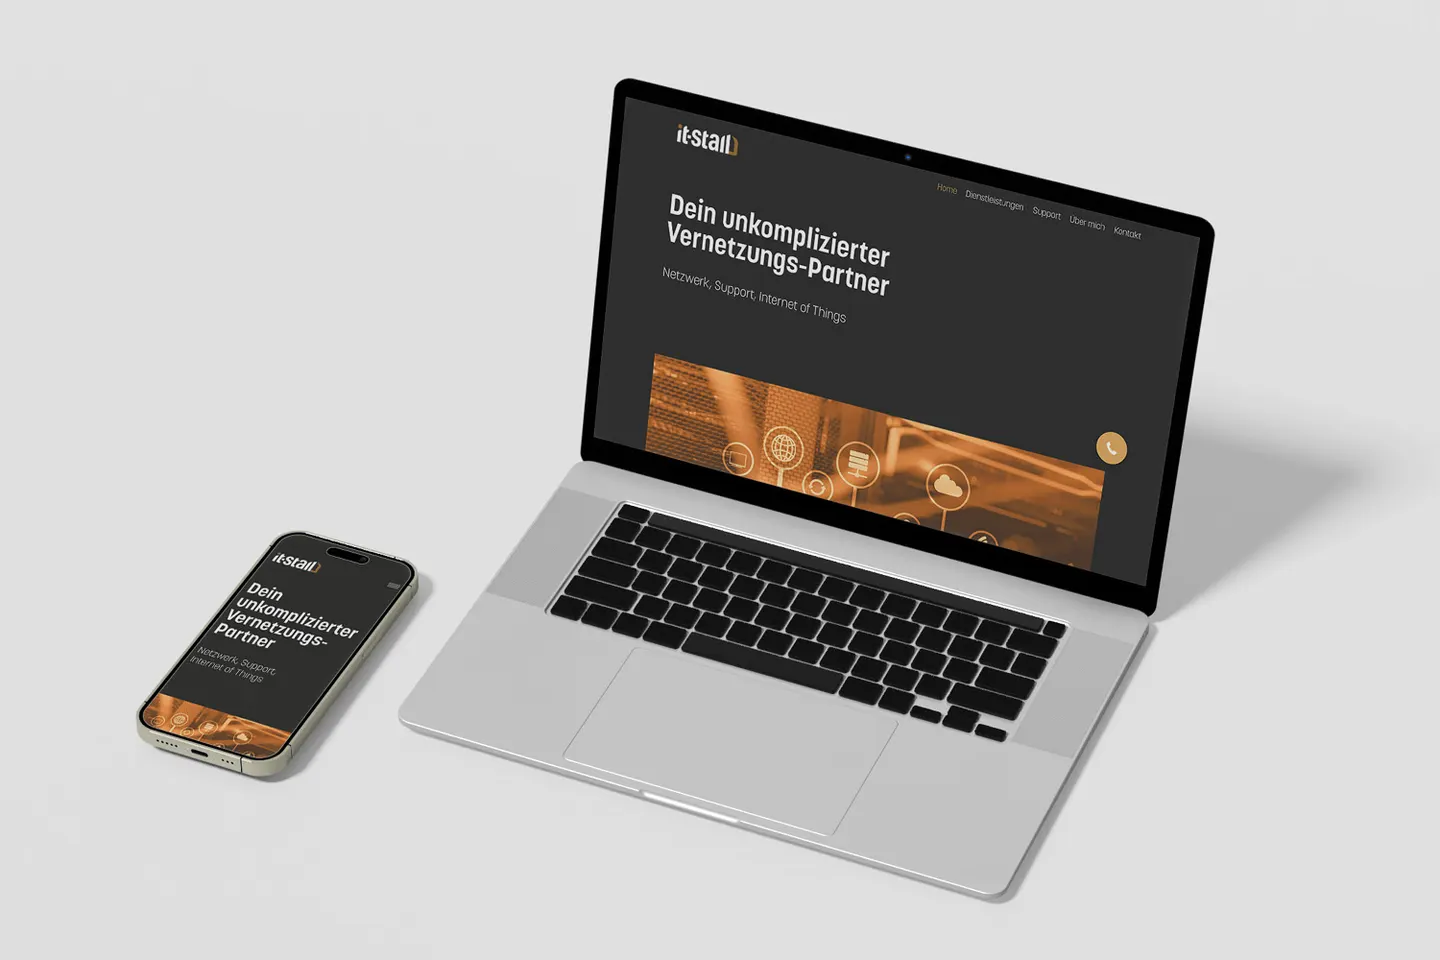 it-stall
Home Dienstleistungen Support Über mich Kontakt
Dein unkomplizierter
Vernetzungs-Partner
Netzwerk, Support, Internet of Things
it-stall
Dein
unkomplizierter
Vernetzungs-
Partner
Netzwerk, Support,
Internet of Things